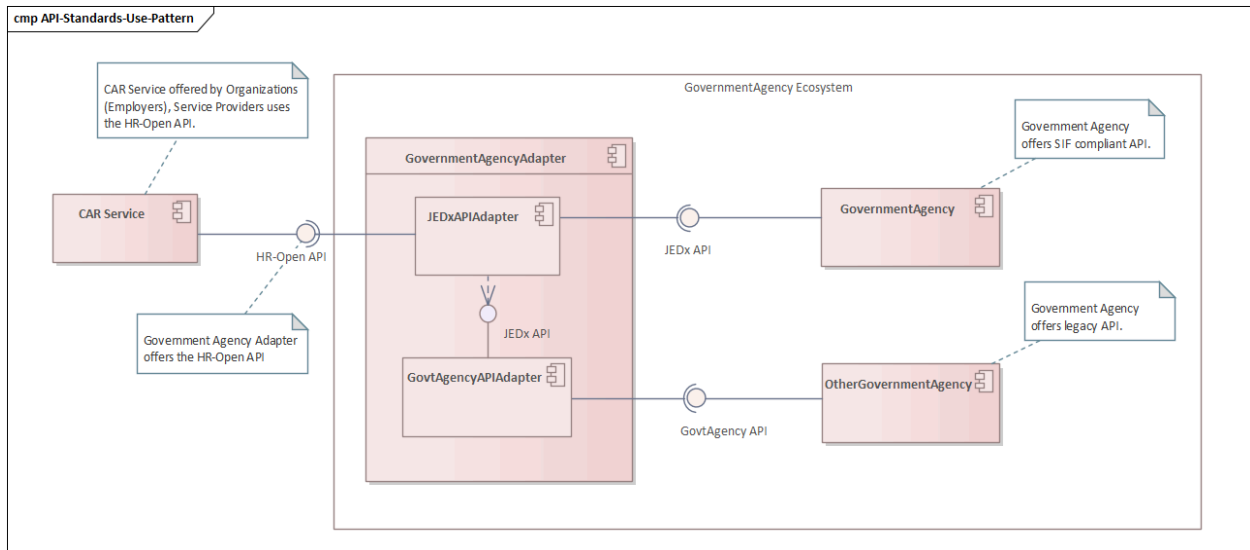 cmp API-Standards-Use-Pattern
CAR Service offered by Organizations
(Employers), Service Providers uses
the HR-Open API.
GovernmentAgency Ecosystem
Government Agency
offers SIF compliant API.
GovernmentAgencyAdapter
CAR Service
JEDxAPIAdapter
GovernmentAgency
HR-Open API
JEDx API
Government Agency Adapter
offers the HR-Open API
JEDx API
Government Agency
offers legacy API.
GovtAgencyAPIAdapter
OtherGovernmentAgency
GovtAgency API